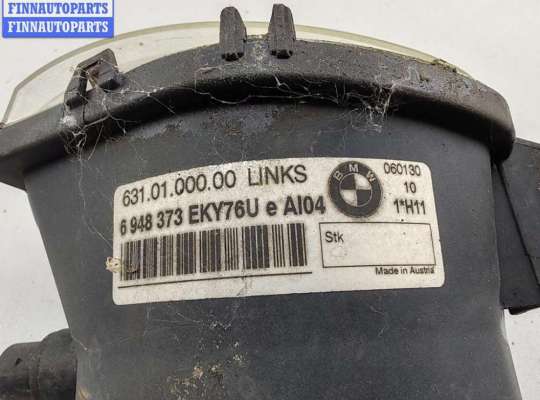 FINNAUTOPARTS
FINNAUTOPARTS
631.01.000.00 LINKS
6 948 373 EKY76U e AI04
BMW
060130
10
1*H11
Stk
Made in Austria